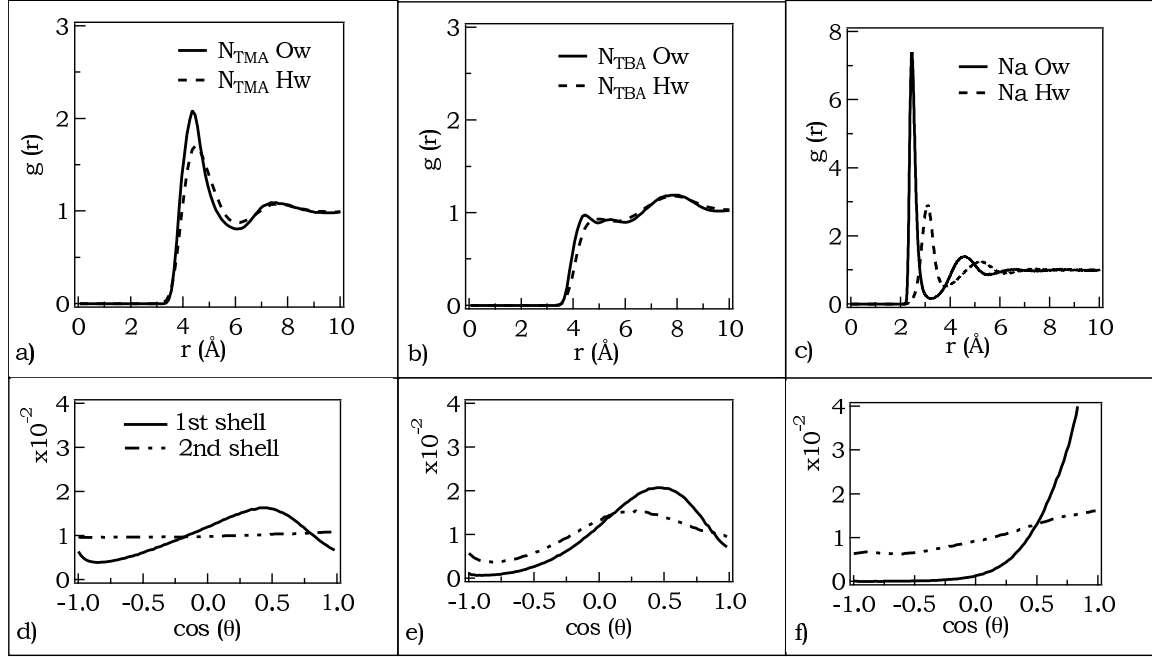 3
2
1
0
g (r)
N_TMA Ow
N_TMA Hw
0 2 4 6 8 10
r (Å)
a)
3
2
1
0
N_TBA Ow
N_TBA Hw
0 2 4 6 8 10
r (Å)
b)
8
6
4
2
0
g (r)
Na Ow
Na Hw
0 2 4 6 8 10
r (Å)
c)
4
3
2
1
0
x10^-2
1st shell
2nd shell
-1.0 -0.5 0.0 0.5 1.0
cos (θ)
d)
4
3
2
1
0
x10^-2
-1.0 -0.5 0.0 0.5 1.0
cos (θ)
e)
4
3
2
1
0
x10^-2
-1.0 -0.5 0.0 0.5 1.0
cos (θ)
f)